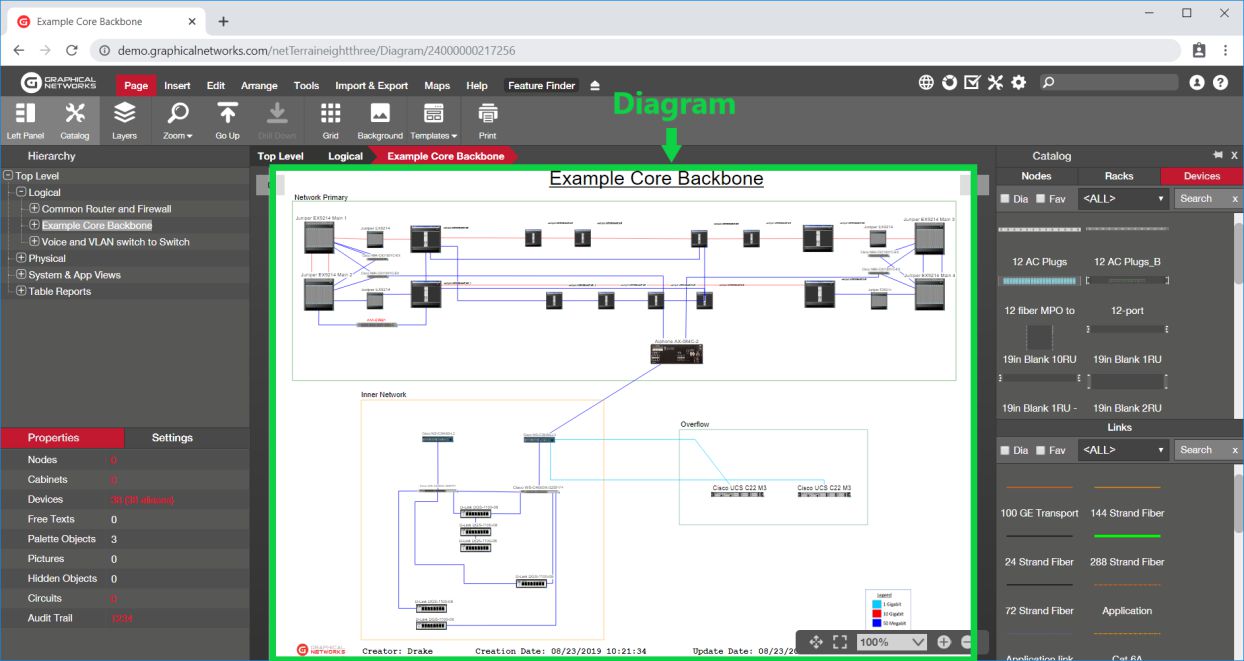 Example Core Backbone
demo.graphicalnetworks.com/netTerraineightthree/Diagram/24000000217256
GRAPHICAL
NETWORKS
Page Insert Edit Arrange Tools Import & Export Maps Help Feature Finder
Left Panel Catalog Layers Zoom Go Up Drill Down Grid Background Templates Print
Diagram
Hierarchy
Top Level
Logical
Common Router and Firewall
Example Core Backbone
Voice and VLAN switch to Switch
Physical
System & App Views
Table Reports
Properties Settings
Nodes 0
Cabinets 0
Devices
Free Texts 0
Palette Objects 3
Pictures 0
Hidden Objects 0
Circuits 0
Audit Trail 1234
Top Level Logical Example Core Backbone
Example Core Backbone
Network Primary
Juniper EX9214 Main 1
Juniper EX9214
Juniper EX9214 Main 3
Juniper EX9214
Juniper EX9214 Main 2
Juniper EX9214
Juniper EX9214 Main 4
Aiphone AX-084C-2
Inner Network
Overflow
Cisco UCS C22 M3 Cisco UCS C22 M3
Legend
1 Gigabit
10 Gigabit
50 Megabit
GRAPHICAL
NETWORKS
Creator: Drake Creation Date: 08/23/2019 10:21:34 Update Date: 08/23/20
100%
Catalog X
Nodes Racks Devices
Dia Fav <ALL> Search x
12 AC Plugs 12 AC Plugs_B
12 fiber MPO to 12-port
19in Blank 10RU 19in Blank 1RU
19in Blank 1RU - 19in Blank 2RU
Links
Dia Fav <ALL> Search x
100 GE Transport 144 Strand Fiber
24 Strand Fiber 288 Strand Fiber
72 Strand Fiber Application
Application link Cat 6A